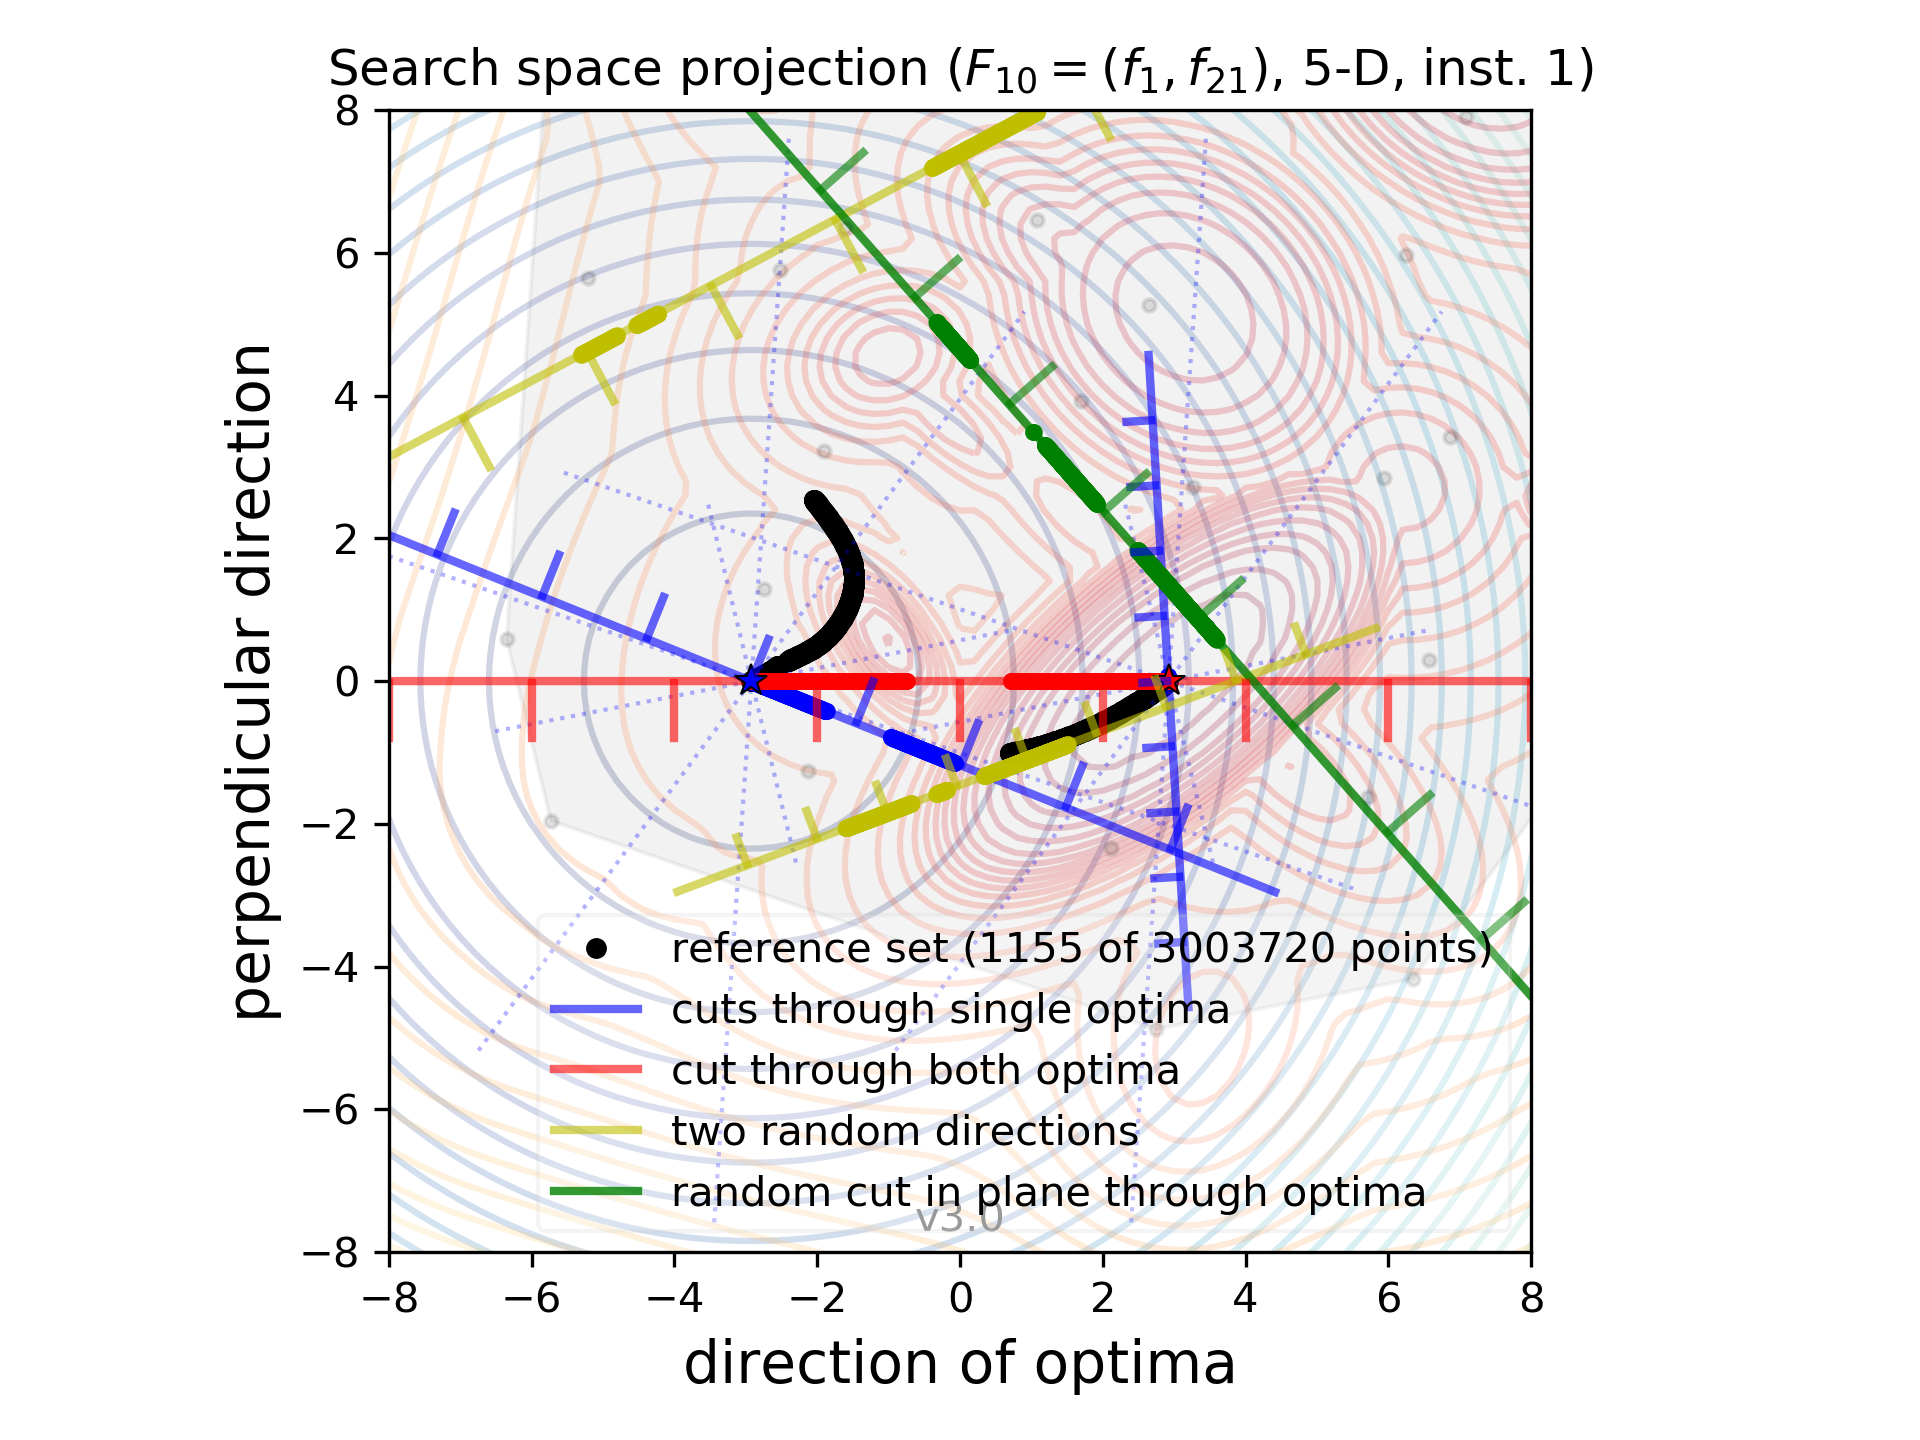 Search space projection (F₁₀ = (f₁, f₂₁), 5-D, inst. 1)
8
6
4
2
0
−2
−4
−6
−8
perpendicular direction
reference set (1155 of 3003720 points)
cuts through single optima
cut through both optima
two random directions
random cut in plane through optima
v3.0
−8 −6 −4 −2 0 2 4 6 8
direction of optima